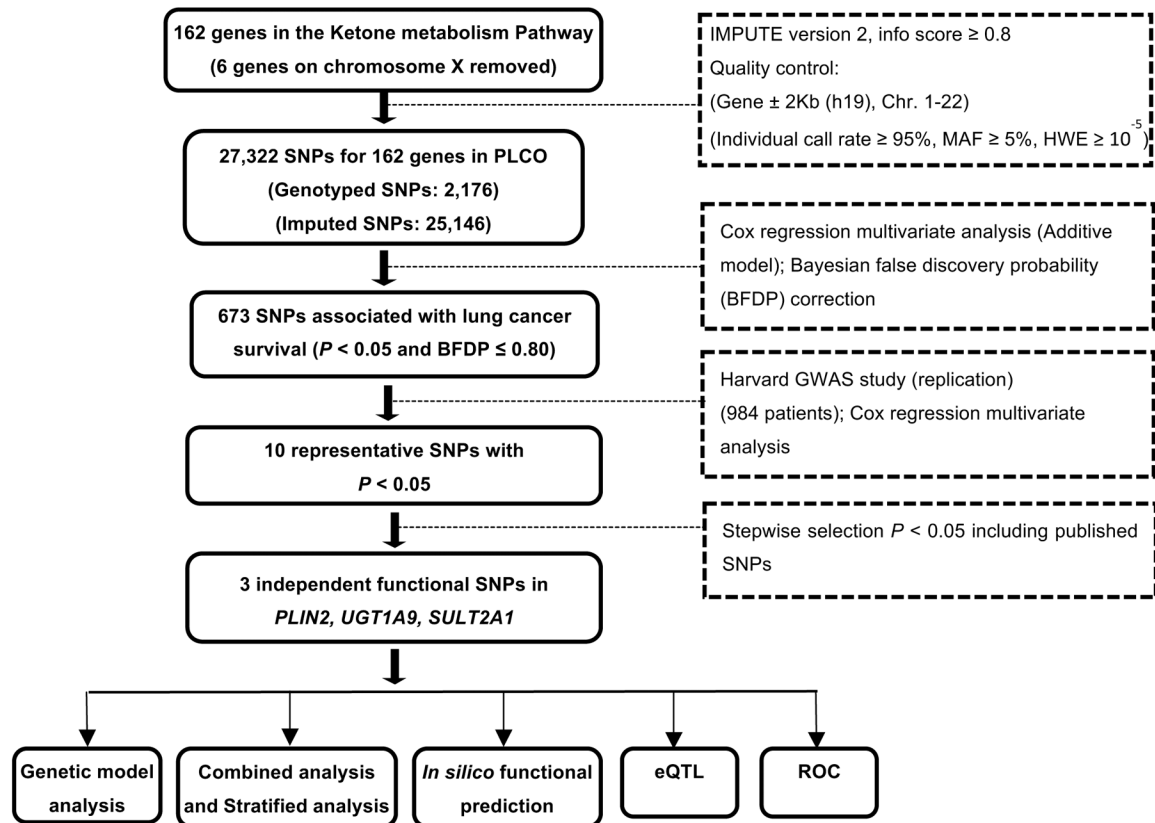 162 genes in the Ketone metabolism Pathway
(6 genes on chromosome X removed)
IMPUTE version 2, info score ≥ 0.8
Quality control:
(Gene ± 2Kb (h19), Chr. 1-22)
(Individual call rate ≥ 95%, MAF ≥ 5%, HWE ≥ 10⁻⁵)
27,322 SNPs for 162 genes in PLCO
(Genotyped SNPs: 2,176)
(Imputed SNPs: 25,146)
Cox regression multivariate analysis (Additive
model); Bayesian false discovery probability
(BFDP) correction
673 SNPs associated with lung cancer
survival (P < 0.05 and BFDP ≤ 0.80)
Harvard GWAS study (replication)
(984 patients); Cox regression multivariate
analysis
10 representative SNPs with
P < 0.05
Stepwise selection P < 0.05 including published
SNPs
3 independent functional SNPs in
PLIN2, UGT1A9, SULT2A1
Genetic model
analysis
Combined analysis
and Stratified analysis
In silico functional
prediction
eQTL
ROC